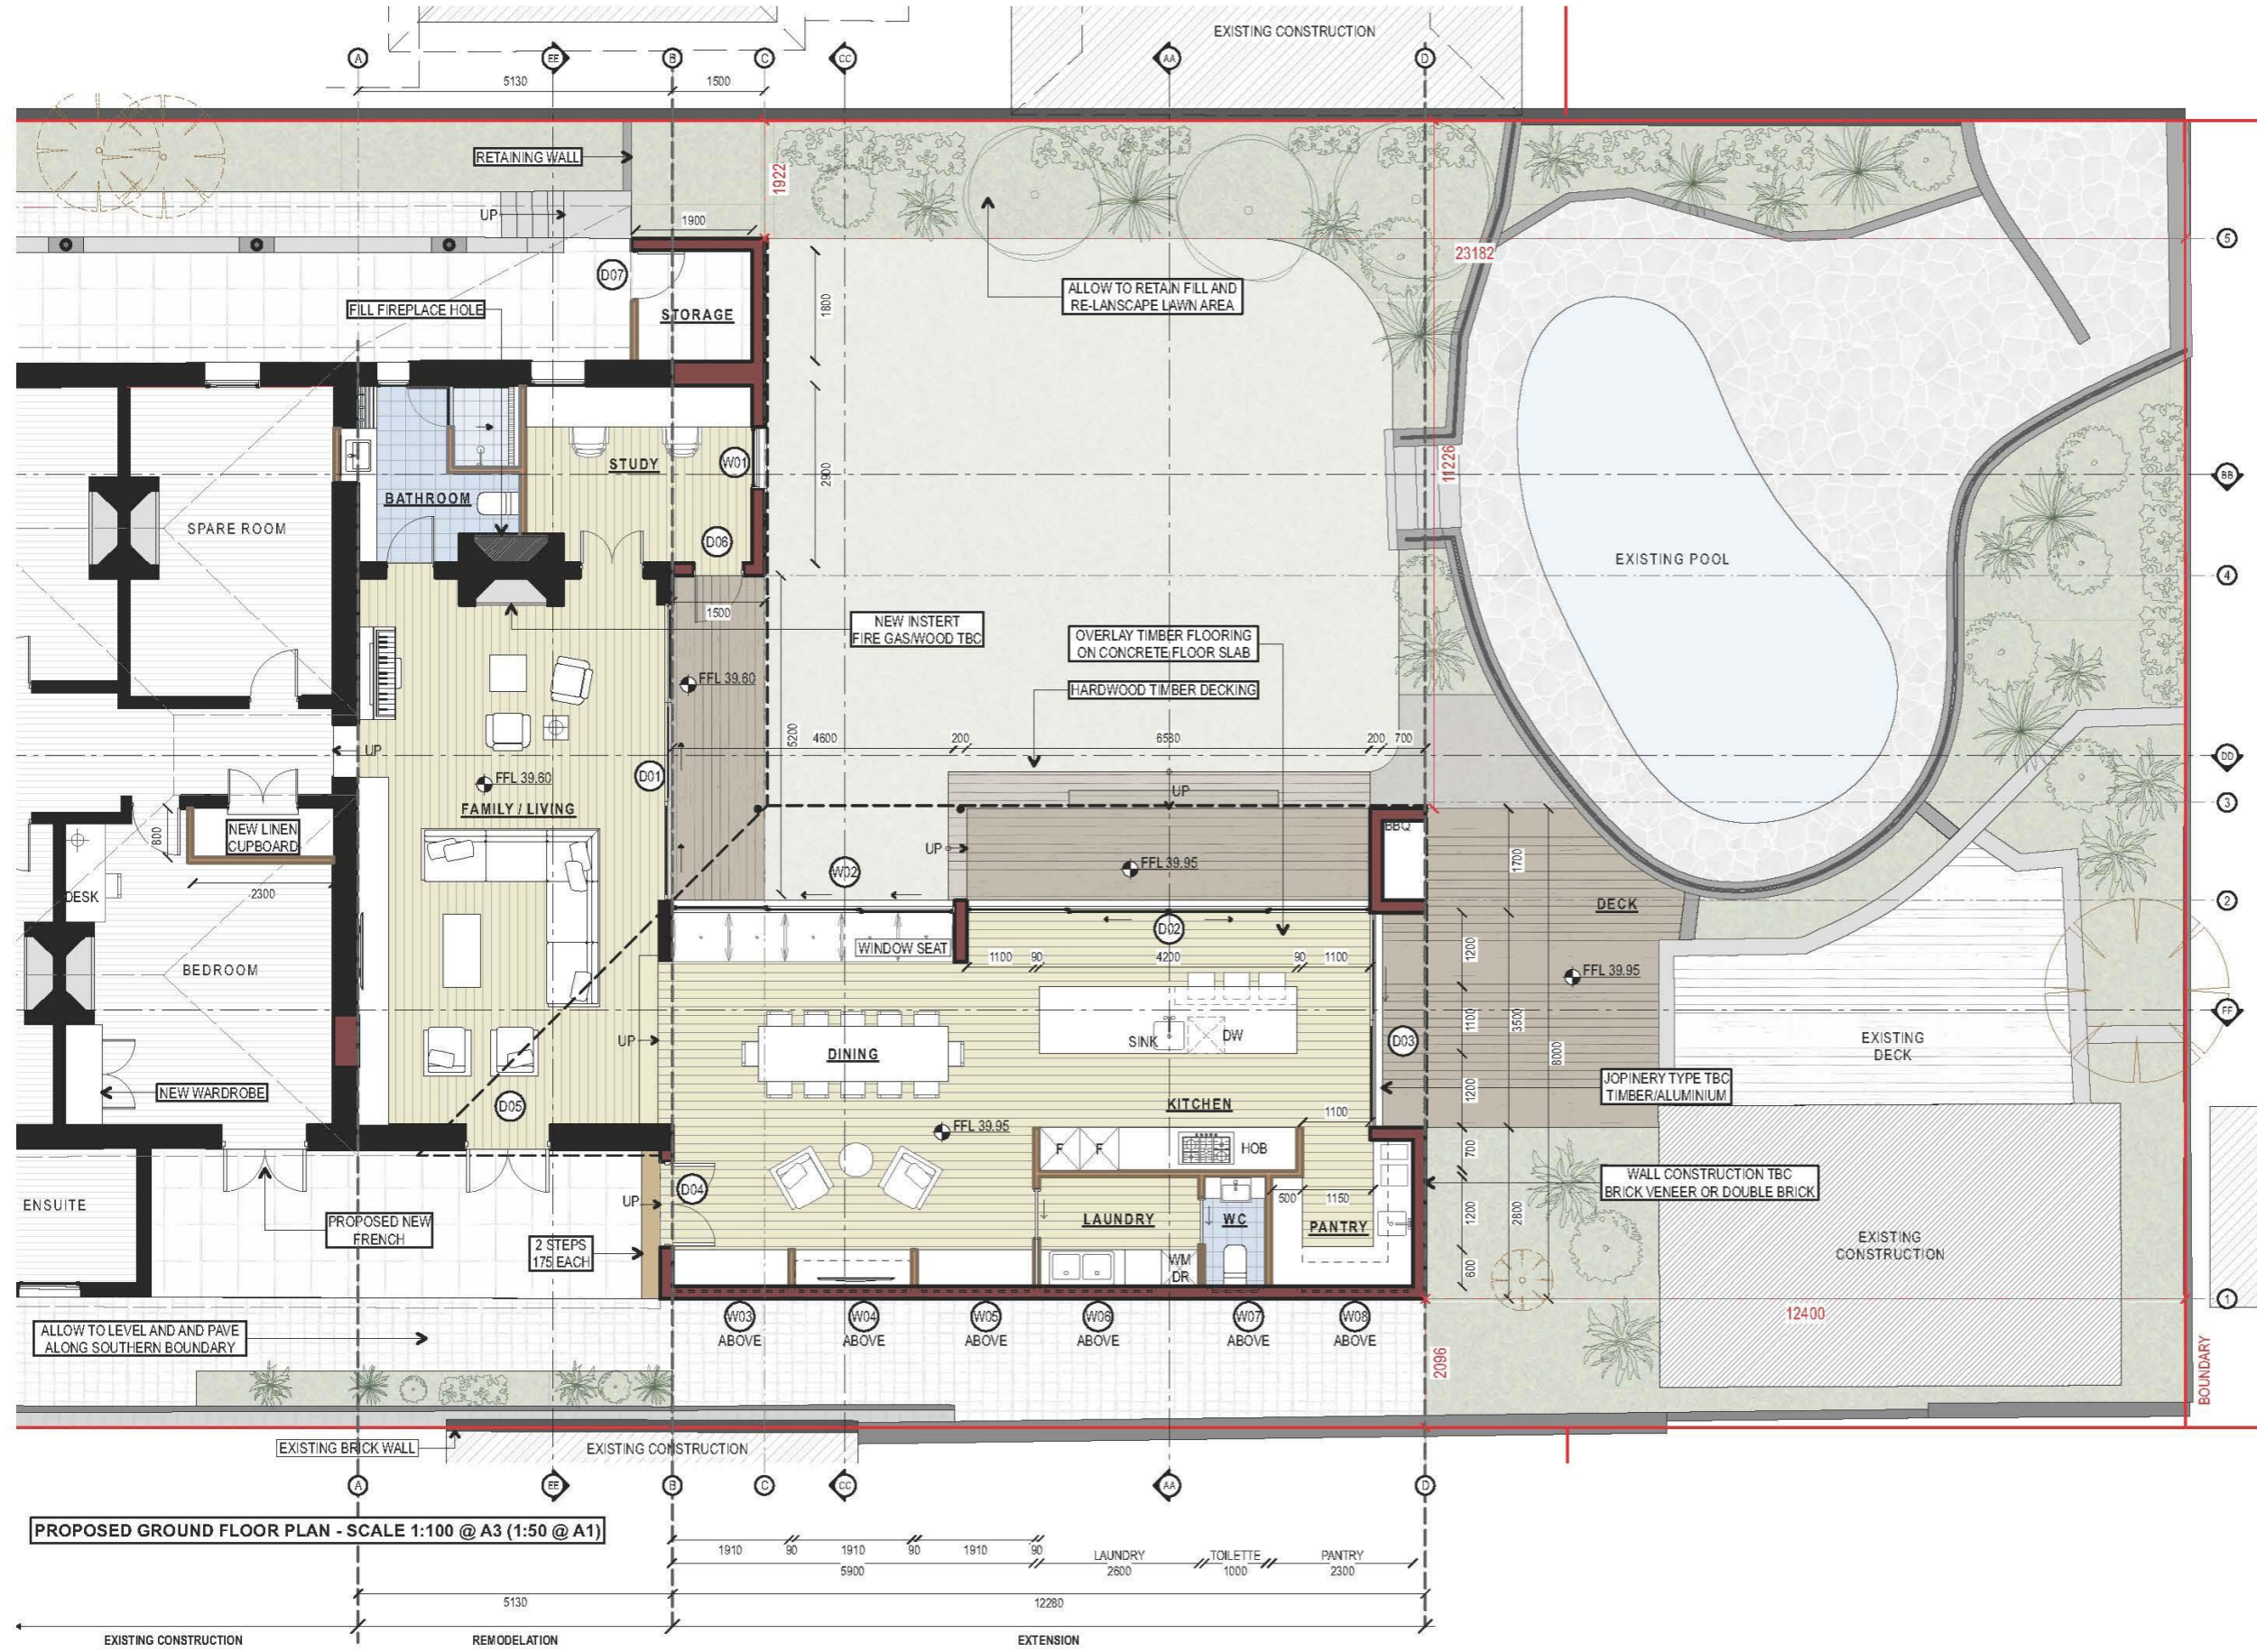 EXISTING CONSTRUCTION
A
EE
B
C
CC
AA
D
5130
1500
RETAINING WALL
1922
UP
1900
5
23182
D07
ALLOW TO RETAIN FILL AND
RE-LANSCAPE LAWN AREA
FILL FIREPLACE HOLE
STORAGE
1800
STUDY
W01
11226
BB
2900
BATHROOM
SPARE ROOM
D06
EXISTING POOL
4
1500
NEW INSTERT
FIRE GAS/WOOD TBC
OVERLAY TIMBER FLOORING
ON CONCRETE FLOOR SLAB
FFL 39.60
HARDWOOD TIMBER DECKING
UP
5200
4600
200
6580
200
700
DD
FFL 39.60
D01
FAMILY / LIVING
UP
3
NEW LINEN
CUPBOARD
800
BBQ
UP
FFL 39.95
1700
W02
2300
DESK
DECK
2
D02
WINDOW SEAT
1100
90
4200
90
1100
1200
BEDROOM
FFL 39.95
1100
3500
FF
SINK
DW
D03
UP
DINING
8000
EXISTING
DECK
NEW WARDROBE
JOPINERY TYPE TBC
TIMBER/ALUMINIUM
1200
D05
KITCHEN
1100
FFL 39.95
F
F
HOB
700
WALL CONSTRUCTION TBC
BRICK VENEER OR DOUBLE BRICK
ENSUITE
UP
D04
500
1150
1200
2800
PROPOSED NEW
FRENCH
LAUNDRY
WC
PANTRY
2 STEPS
175 EACH
EXISTING
CONSTRUCTION
WM
DR
600
1
W03
ABOVE
W04
ABOVE
W05
ABOVE
W06
ABOVE
W07
ABOVE
W08
ABOVE
12400
ALLOW TO LEVEL AND AND PAVE
ALONG SOUTHERN BOUNDARY
2096
BOUNDARY
EXISTING BRICK WALL
EXISTING CONSTRUCTION
A
EE
B
C
CC
AA
D
PROPOSED GROUND FLOOR PLAN - SCALE 1:100 @ A3 (1:50 @ A1)
1910
90
1910
90
1910
90
5900
LAUNDRY
2600
TOILETTE
1000
PANTRY
2300
5130
12280
EXISTING CONSTRUCTION
REMODELATION
EXTENSION